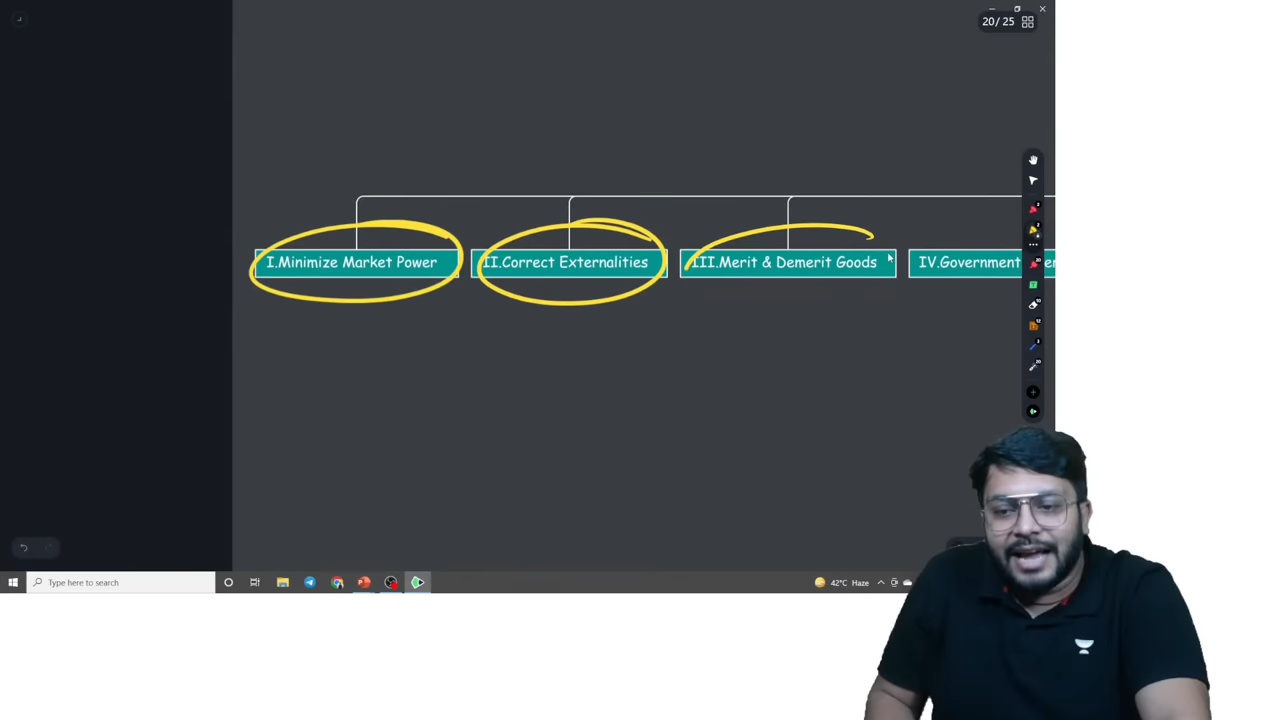 20/25
I.Minimize Market Power
II.Correct Externalities
III.Merit & Demerit Goods
IV.Government
Type here to search
42°C Haze